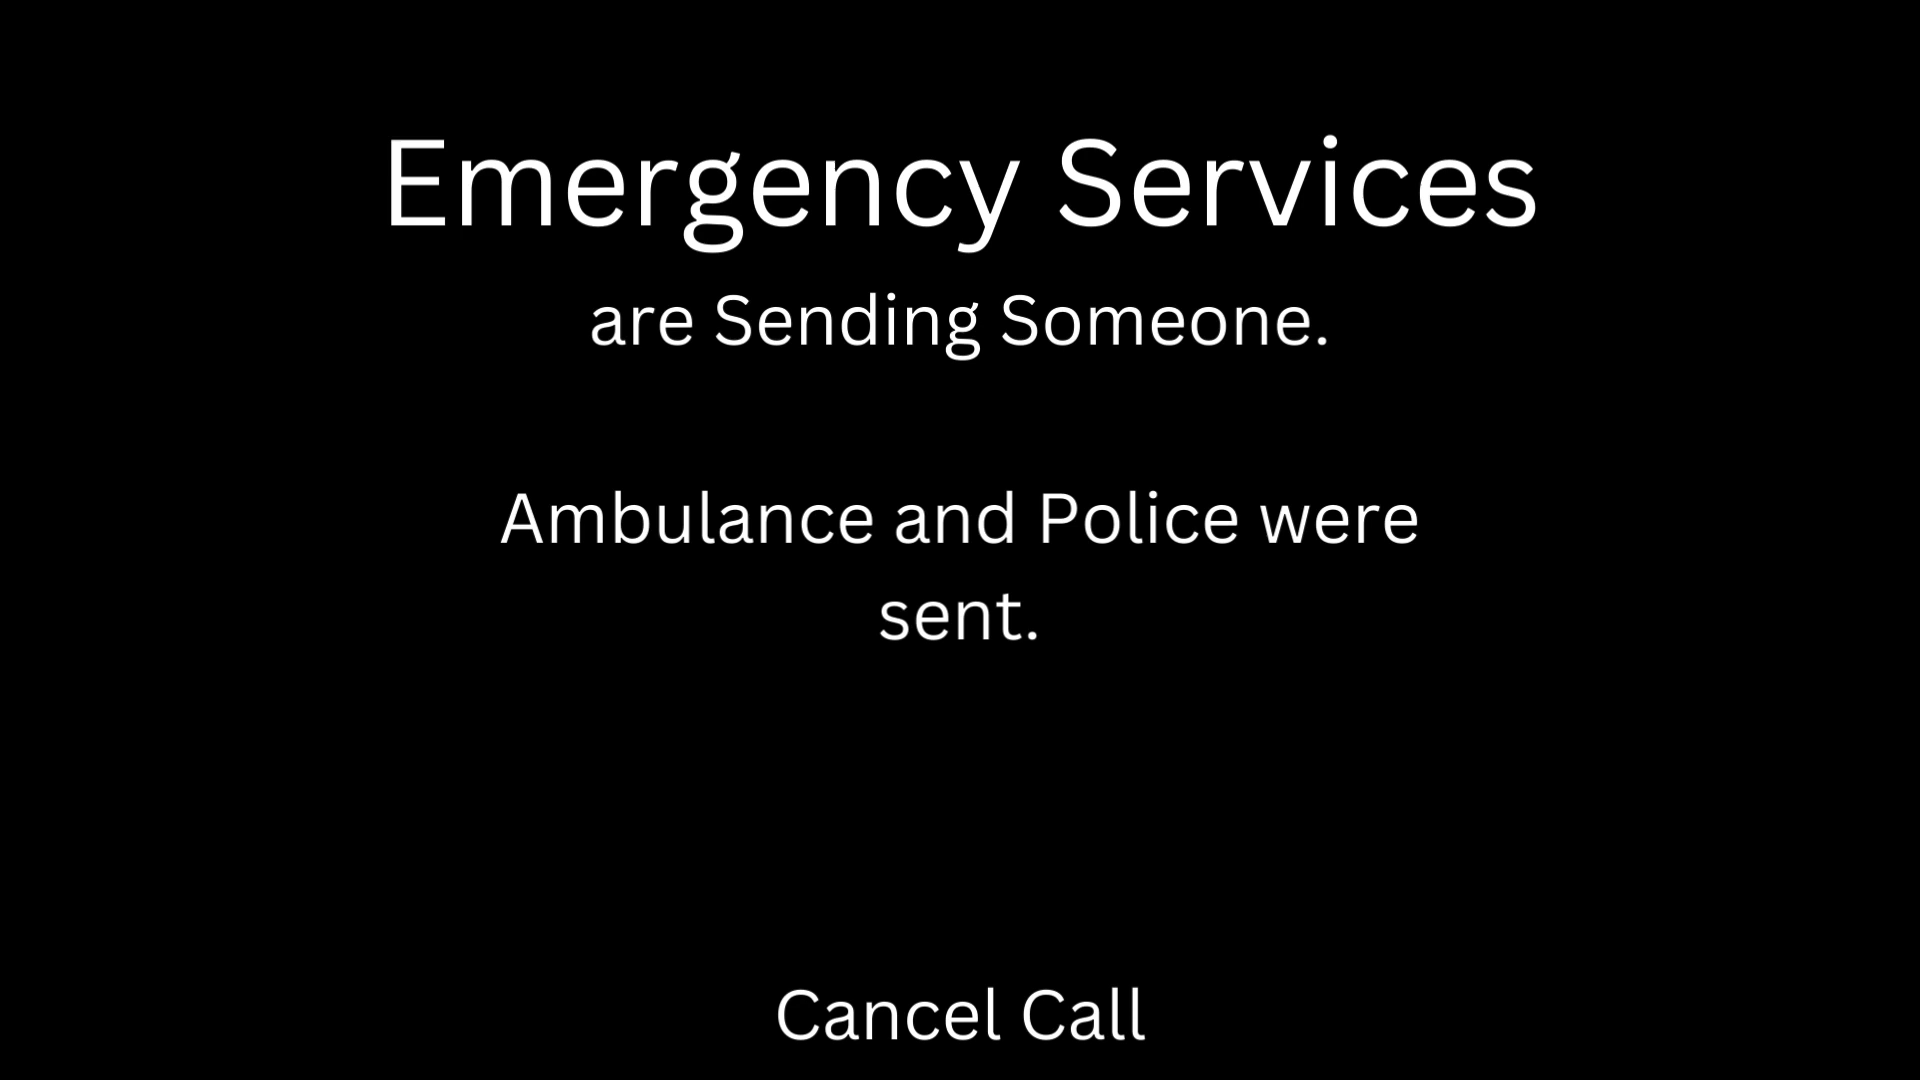 Emergency Services
are Sending Someone.
Ambulance and Police were
sent.
Cancel Call